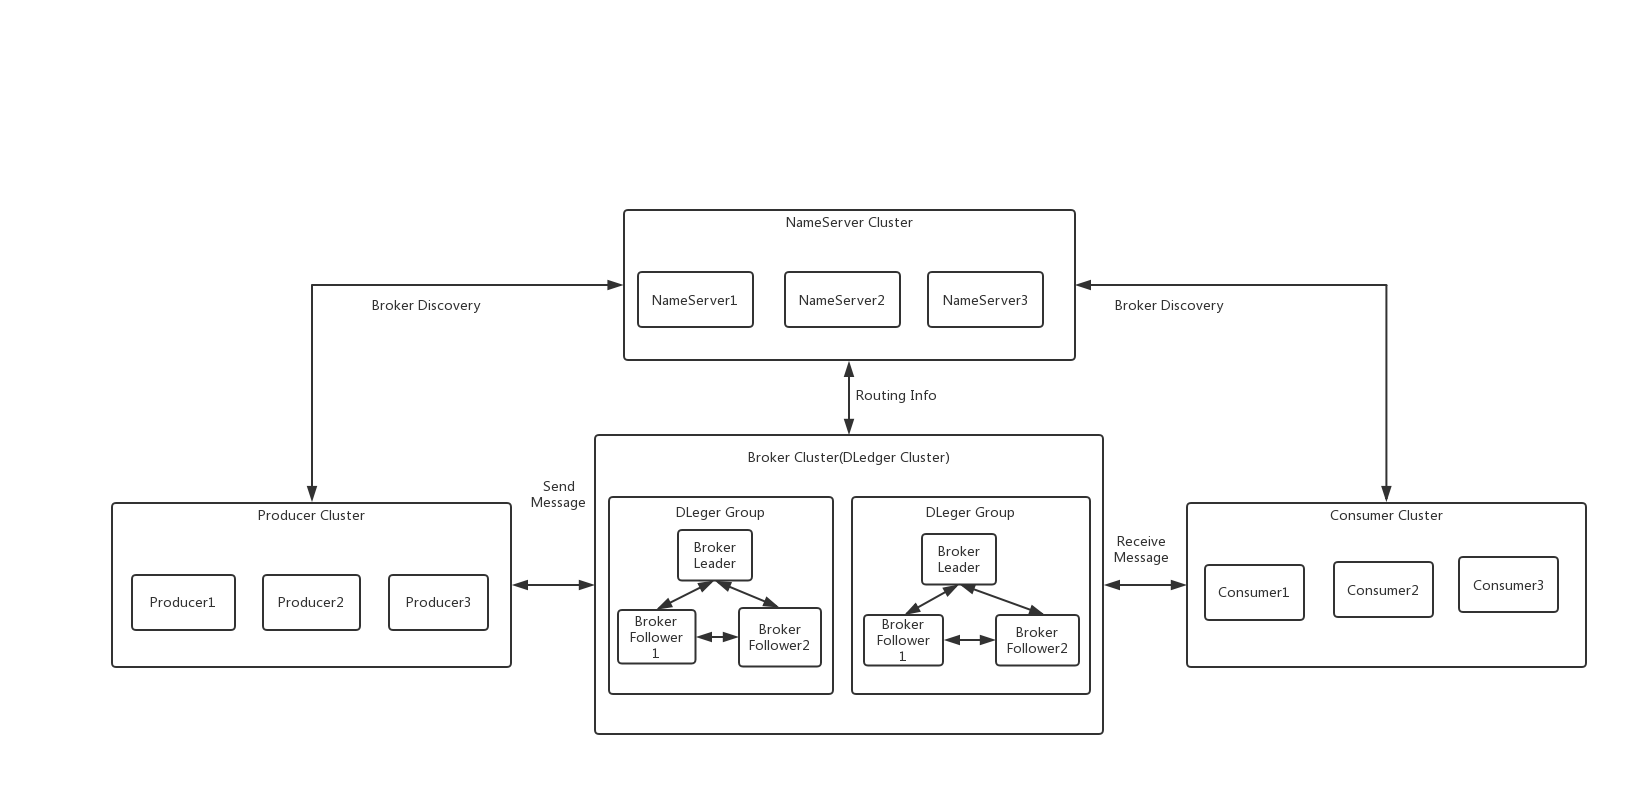 NameServer Cluster
NameServer1
NameServer2
NameServer3
Broker Discovery
Broker Discovery
Routing Info
Broker Cluster(DLedger Cluster)
Send
Message
Producer Cluster
Producer1
Producer2
Producer3
DLeger Group
Broker
Leader
Broker
Follower
1
Broker
Follower2
DLeger Group
Broker
Leader
Broker
Follower
1
Broker
Follower2
Receive
Message
Consumer Cluster
Consumer1
Consumer2
Consumer3